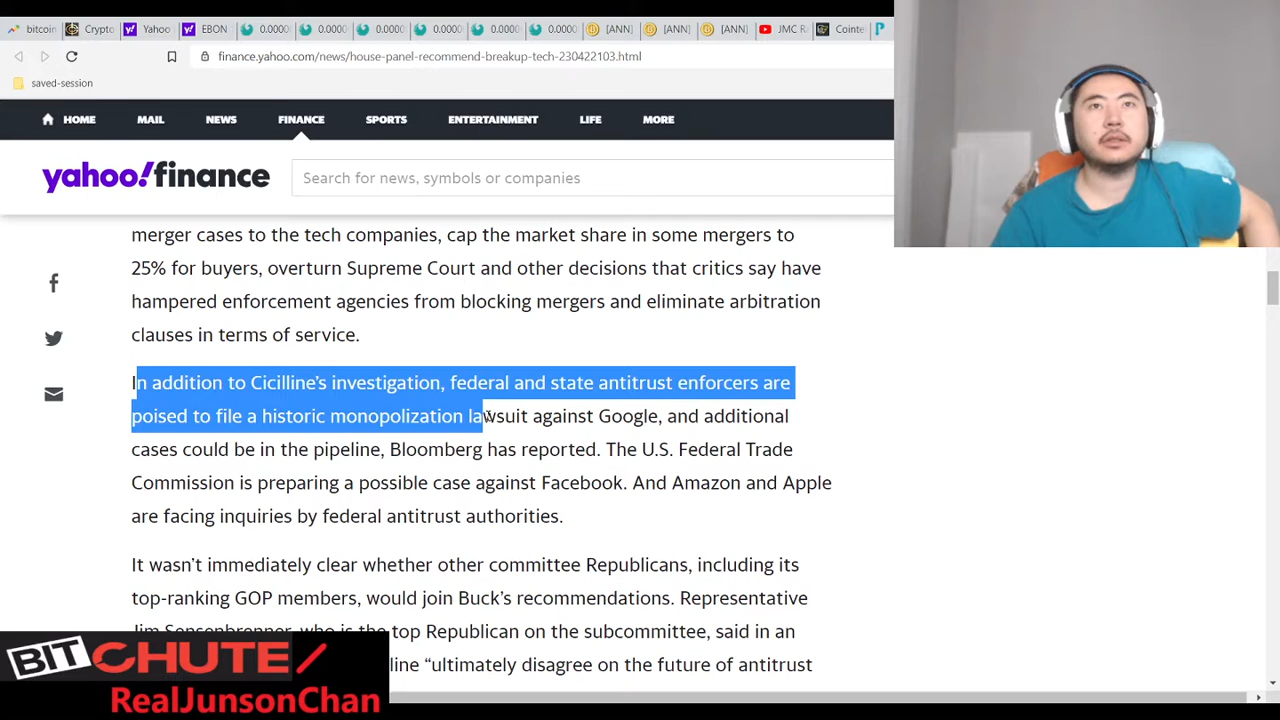 bitcoin
Crypto
Yahoo
EBON
0.0000
0.0000
0.0000
0.0000
0.0000
0.0000
[ANN]
[ANN]
[ANN]
JMC R
Cointe
finance.yahoo.com/news/house-panel-recommend-breakup-tech-230422103.html
saved-session
HOME MAIL NEWS FINANCE SPORTS ENTERTAINMENT LIFE MORE
yahoo!finance
Search for news, symbols or companies
merger cases to the tech companies, cap the market share in some mergers to
25% for buyers, overturn Supreme Court and other decisions that critics say have
hampered enforcement agencies from blocking mergers and eliminate arbitration
clauses in terms of service.
In addition to Cicilline’s investigation, federal and state antitrust enforcers are
poised to file a historic monopolization lawsuit against Google, and additional
cases could be in the pipeline, Bloomberg has reported. The U.S. Federal Trade
Commission is preparing a possible case against Facebook. And Amazon and Apple
are facing inquiries by federal antitrust authorities.
It wasn’t immediately clear whether other committee Republicans, including its
top-ranking GOP members, would join Buck’s recommendations. Representative
Jim Sensenbrenner, who is the top Republican on the subcommittee, said in an
line “ultimately disagree on the future of antitrust
BITCHUTE/
RealJunsonChan